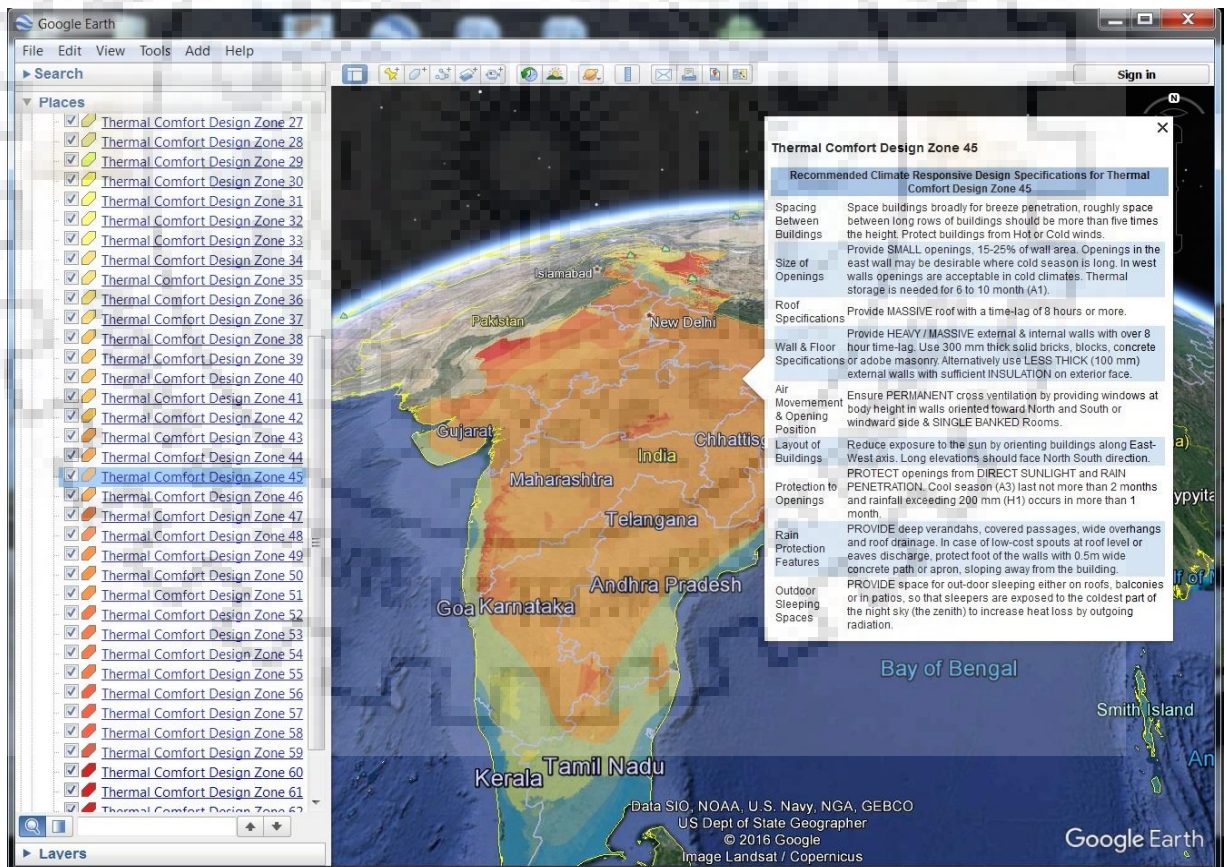 Google Earth
File Edit View Tools Add Help
Search
Sign in
Places
Thermal Comfort Design Zone 27
Thermal Comfort Design Zone 28
Thermal Comfort Design Zone 29
Thermal Comfort Design Zone 30
Thermal Comfort Design Zone 31
Thermal Comfort Design Zone 32
Thermal Comfort Design Zone 33
Thermal Comfort Design Zone 34
Thermal Comfort Design Zone 35
Thermal Comfort Design Zone 36
Thermal Comfort Design Zone 37
Thermal Comfort Design Zone 38
Thermal Comfort Design Zone 39
Thermal Comfort Design Zone 40
Thermal Comfort Design Zone 41
Thermal Comfort Design Zone 42
Thermal Comfort Design Zone 43
Thermal Comfort Design Zone 44
Thermal Comfort Design Zone 45
Thermal Comfort Design Zone 46
Thermal Comfort Design Zone 47
Thermal Comfort Design Zone 48
Thermal Comfort Design Zone 49
Thermal Comfort Design Zone 50
Thermal Comfort Design Zone 51
Thermal Comfort Design Zone 52
Thermal Comfort Design Zone 53
Thermal Comfort Design Zone 54
Thermal Comfort Design Zone 55
Thermal Comfort Design Zone 56
Thermal Comfort Design Zone 57
Thermal Comfort Design Zone 58
Thermal Comfort Design Zone 59
Thermal Comfort Design Zone 60
Thermal Comfort Design Zone 61
Thermal Comfort Design Zone 62
Layers
N
Thermal Comfort Design Zone 45
Recommended Climate Responsive Design Specifications for Thermal
Comfort Design Zone 45
Spacing
Between
Buildings
Space buildings broadly for breeze penetration, roughly space
between long rows of buildings should be more than five times
the height. Protect buildings from Hot or Cold winds.
Size of
Openings
Provide SMALL openings, 15-25% of wall area. Openings in the
east wall may be desirable where cold season is long. In west
walls openings are acceptable in cold climates. Thermal
storage is needed for 6 to 10 month (A1).
Roof
Specifications
Provide MASSIVE roof with a time-lag of 8 hours or more.
Wall & Floor
Specifications
Provide HEAVY / MASSIVE external & internal walls with over 8
hour time-lag. Use 300 mm thick solid bricks, blocks, concrete
or adobe masonry. Alternatively use LESS THICK (100 mm)
external walls with sufficient INSULATION on exterior face.
Air
Movemement
& Opening
Position
Ensure PERMANENT cross ventilation by providing windows at
body height in walls oriented toward North and South or
windward side & SINGLE BANKED Rooms.
Layout of
Buildings
Reduce exposure to the sun by orienting buildings along East-
West axis. Long elevations should face North South direction.
Protection to
Openings
PROTECT openings from DIRECT SUNLIGHT and RAIN
PENETRATION. Cool season (A3) last not more than 2 months
and rainfall exceeding 200 mm (H1) occurs in more than 1
month.
Rain
Protection
Features
PROVIDE deep verandahs, covered passages, wide overhangs
and roof drainage. In case of low-cost spouts at roof level or
eaves discharge, protect foot of the walls with 0.5m wide
concrete path or apron, sloping away from the building.
Outdoor
Sleeping
Spaces
PROVIDE space for out-door sleeping either on roofs, balconies
or in patios, so that sleepers are exposed to the coldest part of
the night sky (the zenith) to increase heat loss by outgoing
radiation.
Islamabad
Pakistan
New Delhi
Gujarat
Chhattisg
India
Maharashtra
Telangana
Andhra Pradesh
Goa Karnataka
Bay of Bengal
Smith Island
Kerala Tamil Nadu
Data SIO, NOAA, U.S. Navy, NGA, GEBCO
US Dept of State Geographer
© 2016 Google
Image Landsat / Copernicus
Google Earth